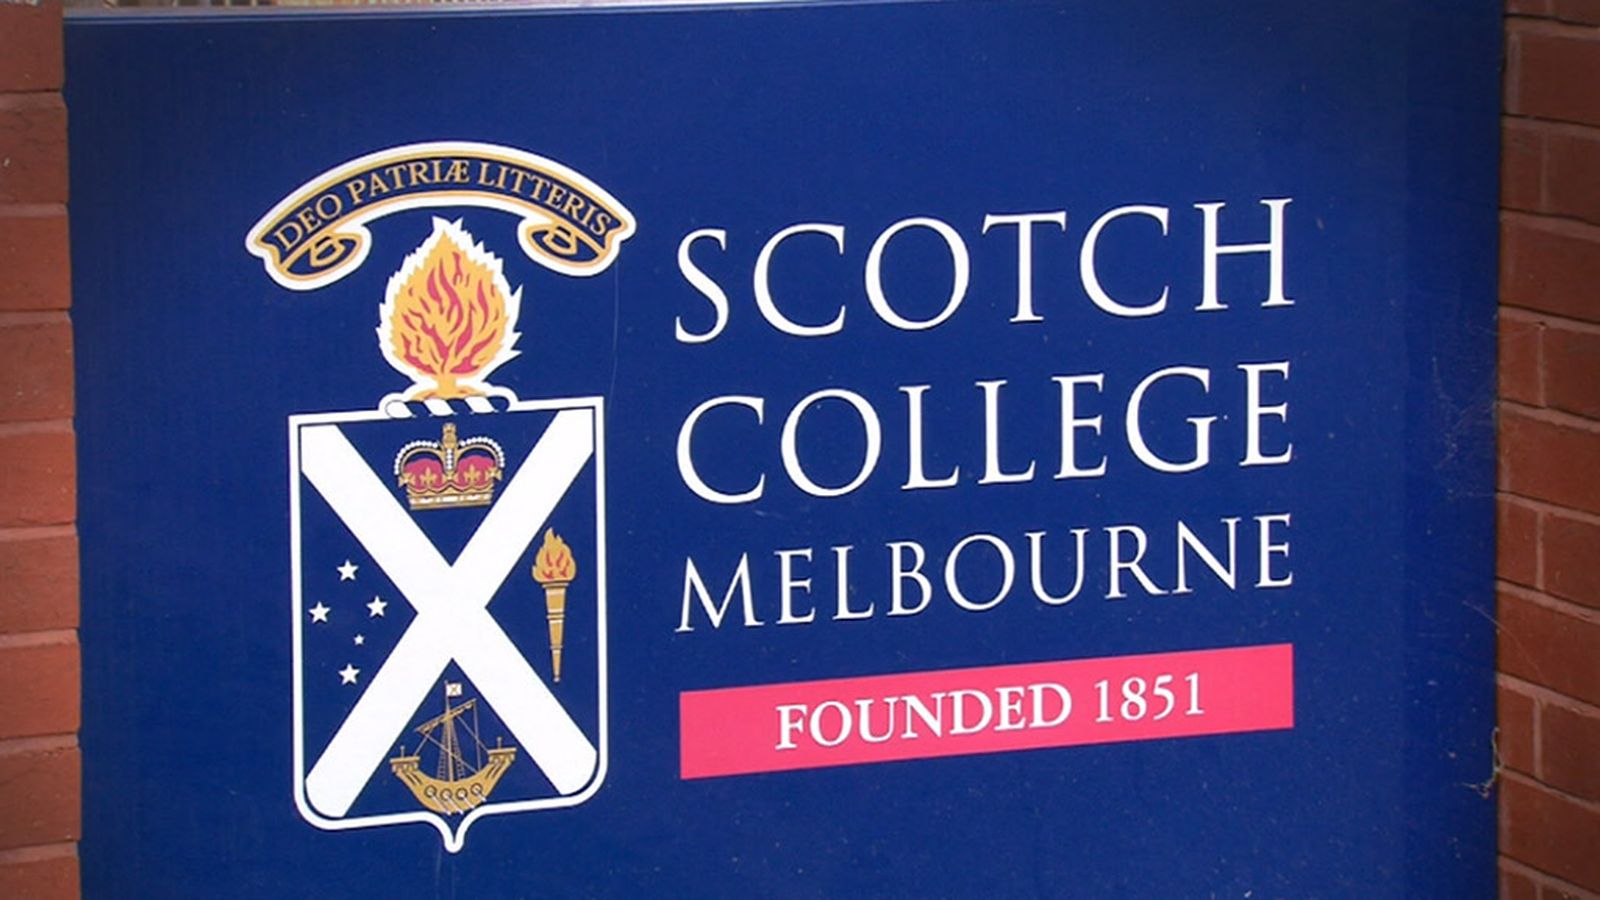 DEO PATRIÆ LITTERIS
SCOTCH
COLLEGE
MELBOURNE
FOUNDED 1851